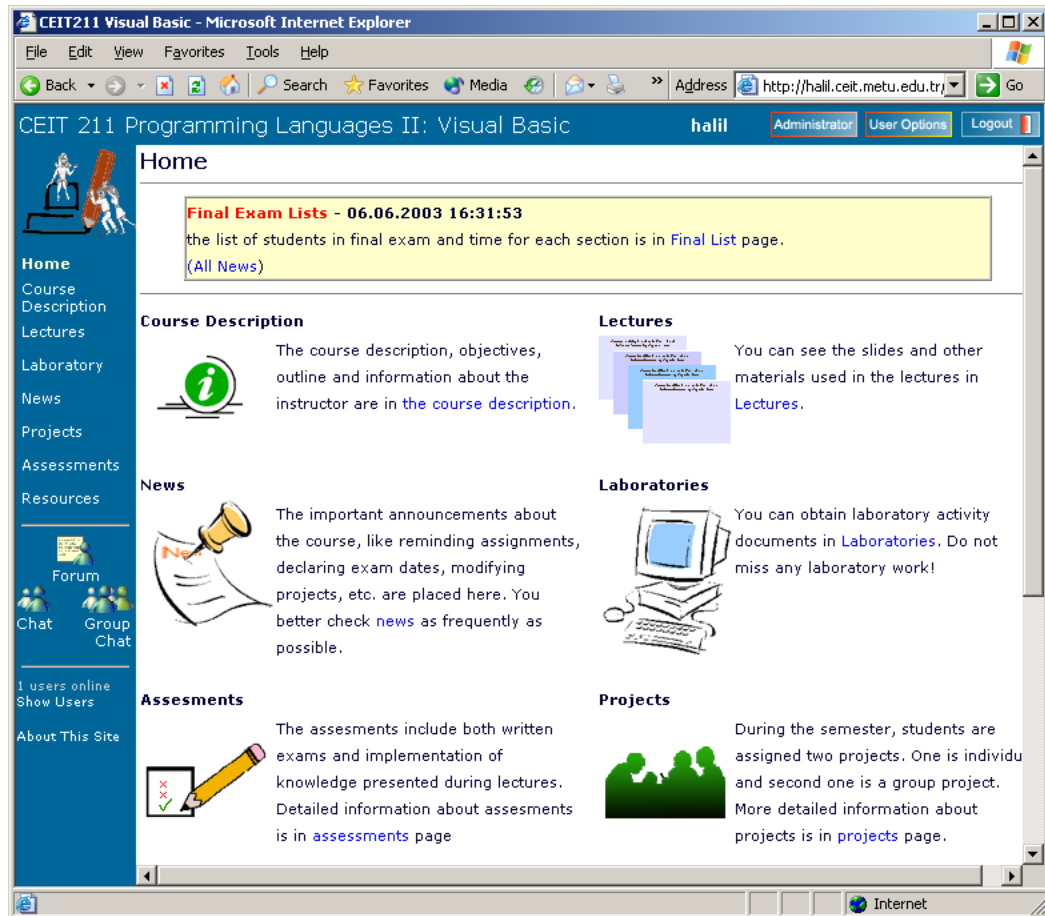 CEIT211 Visual Basic - Microsoft Internet Explorer
File Edit View Favorites Tools Help
Back Search Favorites Media » Address http://halil.ceit.metu.edu.tr/ Go
CEIT 211 Programming Languages II: Visual Basic halil Administrator User Options Logout
Home
Course
Description
Lectures
Laboratory
News
Projects
Assessments
Resources
Forum
Chat Group
Chat
1 users online
Show Users
About This Site
Home
Final Exam Lists - 06.06.2003 16:31:53
the list of students in final exam and time for each section is in Final List page.
(All News)
Course Description
The course description, objectives,
outline and information about the
instructor are in the course description.
Lectures
You can see the slides and other
materials used in the lectures in
Lectures.
News
The important announcements about
the course, like reminding assignments,
declaring exam dates, modifying
projects, etc. are placed here. You
better check news as frequently as
possible.
Laboratories
You can obtain laboratory activity
documents in Laboratories. Do not
miss any laboratory work!
Assesments
The assesments include both written
exams and implementation of
knowledge presented during lectures.
Detailed information about assesments
is in assessments page
Projects
During the semester, students are
assigned two projects. One is individu
and second one is a group project.
More detailed information about
projects is in projects page.
Internet